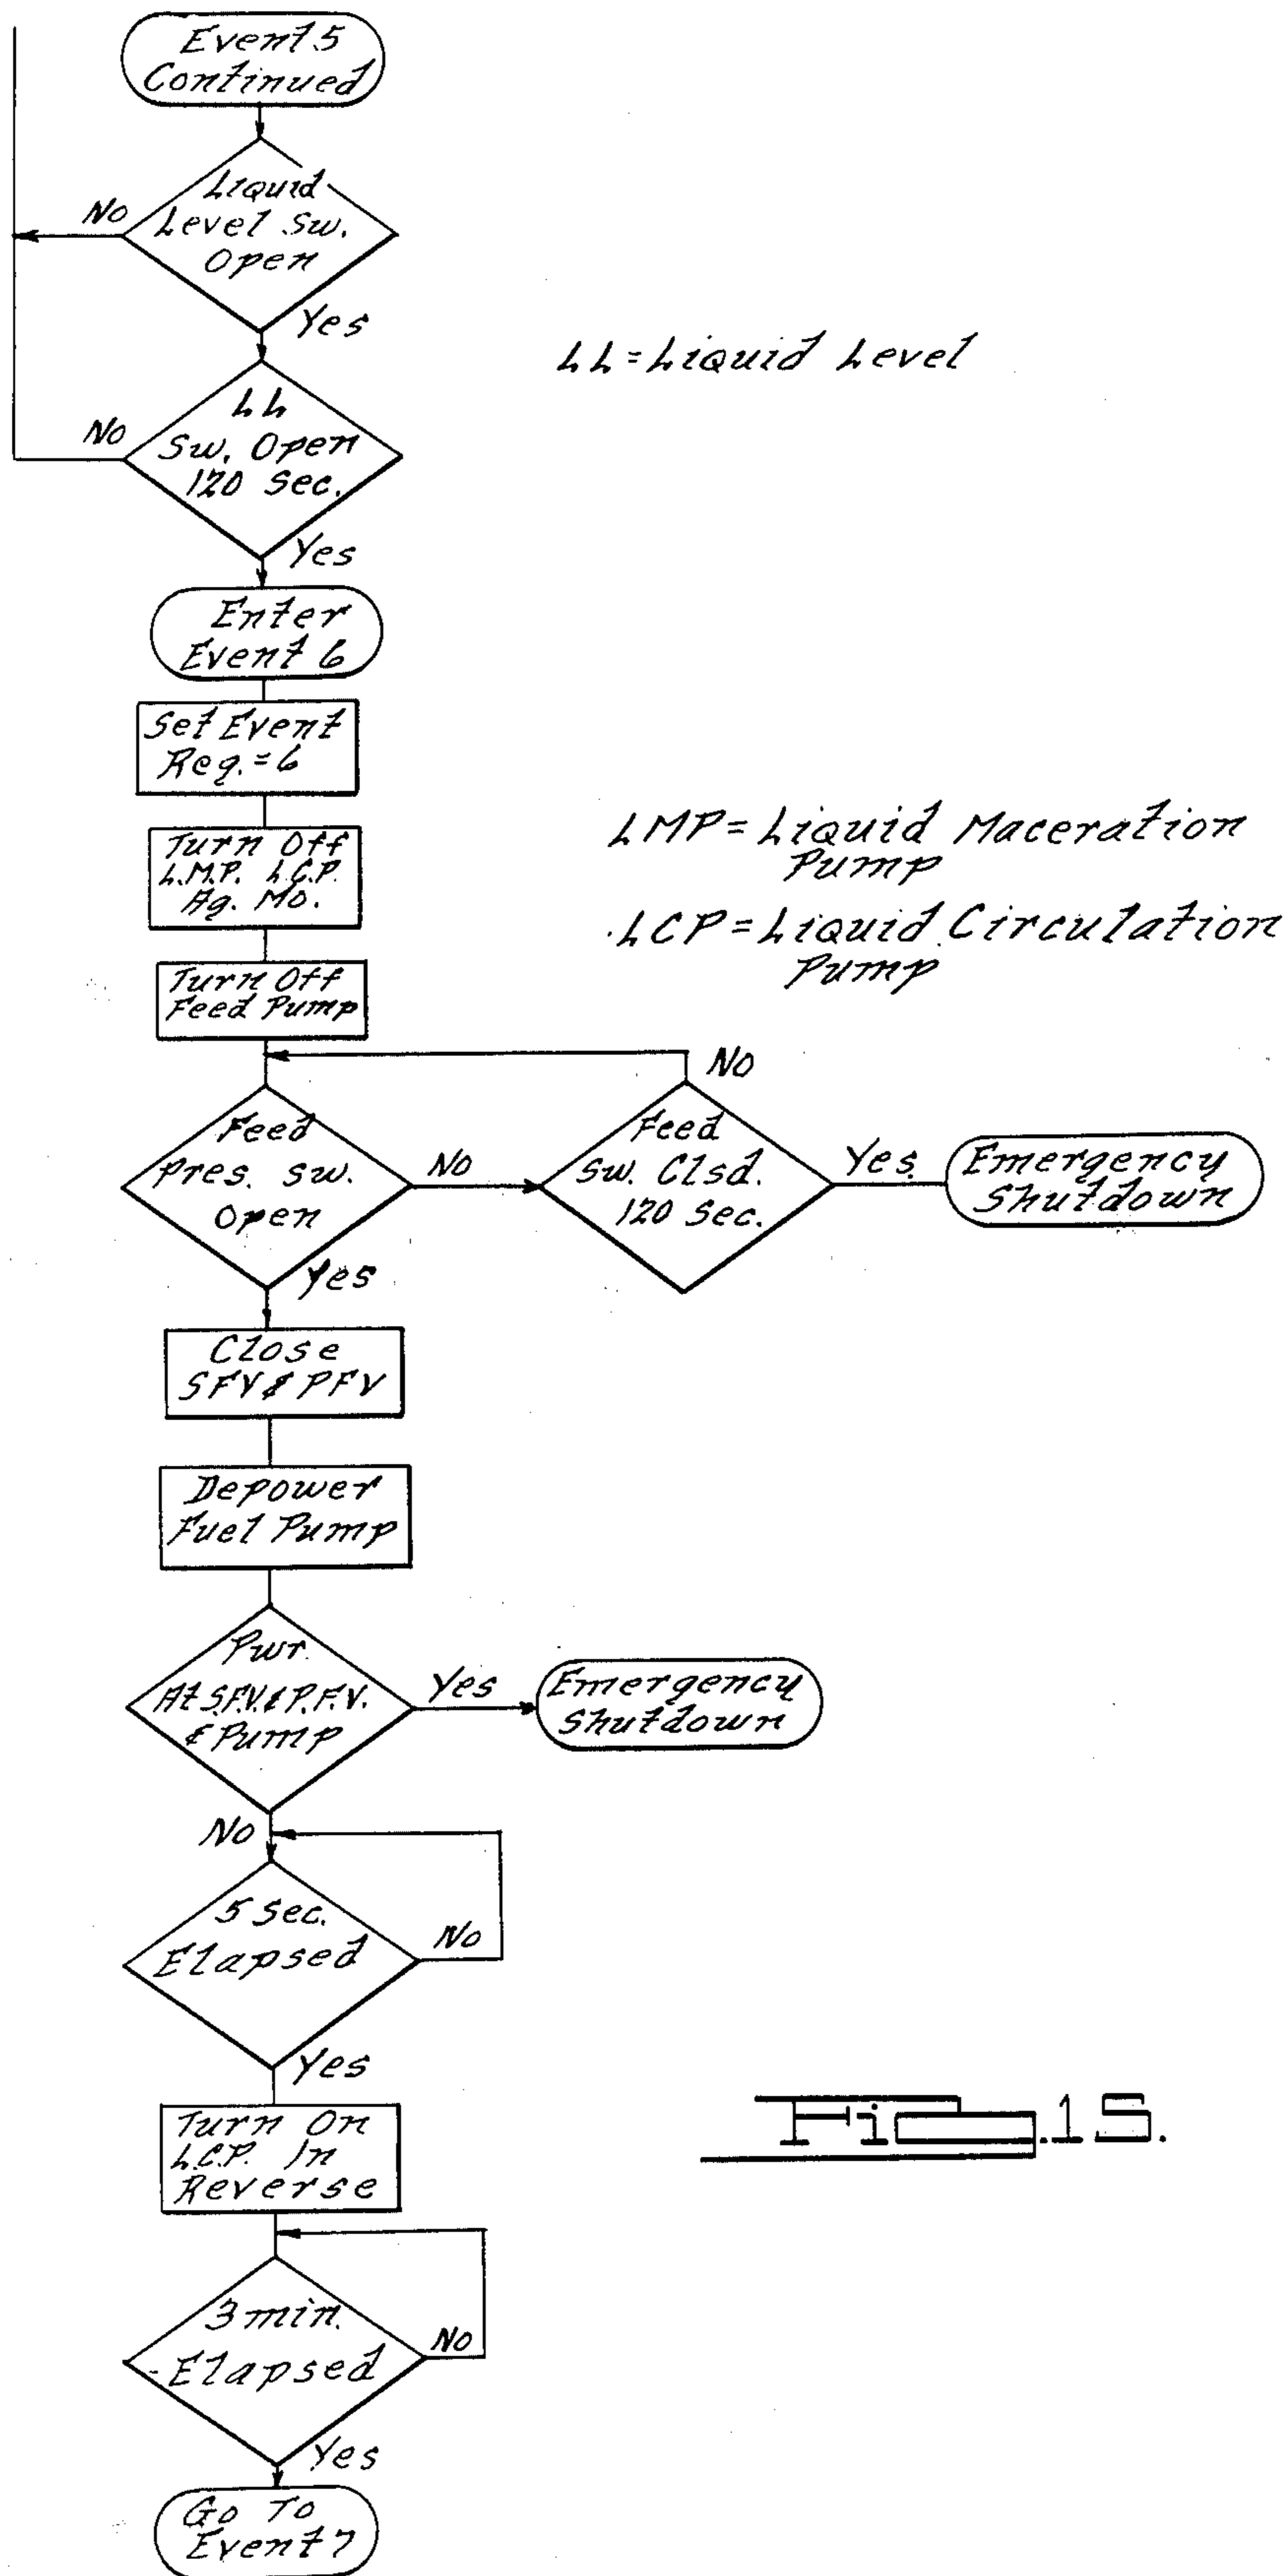 Event 5
Continued
Liquid
Level Sw.
Open
No
Yes
LL = Liquid Level
LL
Sw. Open
120 Sec.
No
Yes
Enter
Event 6
Set Event
Reg. = 6
Turn Off
L.M.P. L.C.P.
Ag. Mo.
LMP = Liquid Maceration
Pump
LCP = Liquid Circulation
Pump
Turn Off
Feed Pump
Feed
Pres. Sw.
Open
No
Feed
Sw. Clsd.
120 Sec.
No
Yes
Emergency
Shutdown
Yes
Close
SFV & PFV
Depower
Fuel Pump
Pwr.
At S.F.V. & P.F.V.
& Pump
Yes
Emergency
Shutdown
No
5 Sec.
Elapsed
No
Yes
Turn On
L.C.P. In
Reverse
3 min.
Elapsed
No
Yes
Go To
Event 7
Fig. 15.